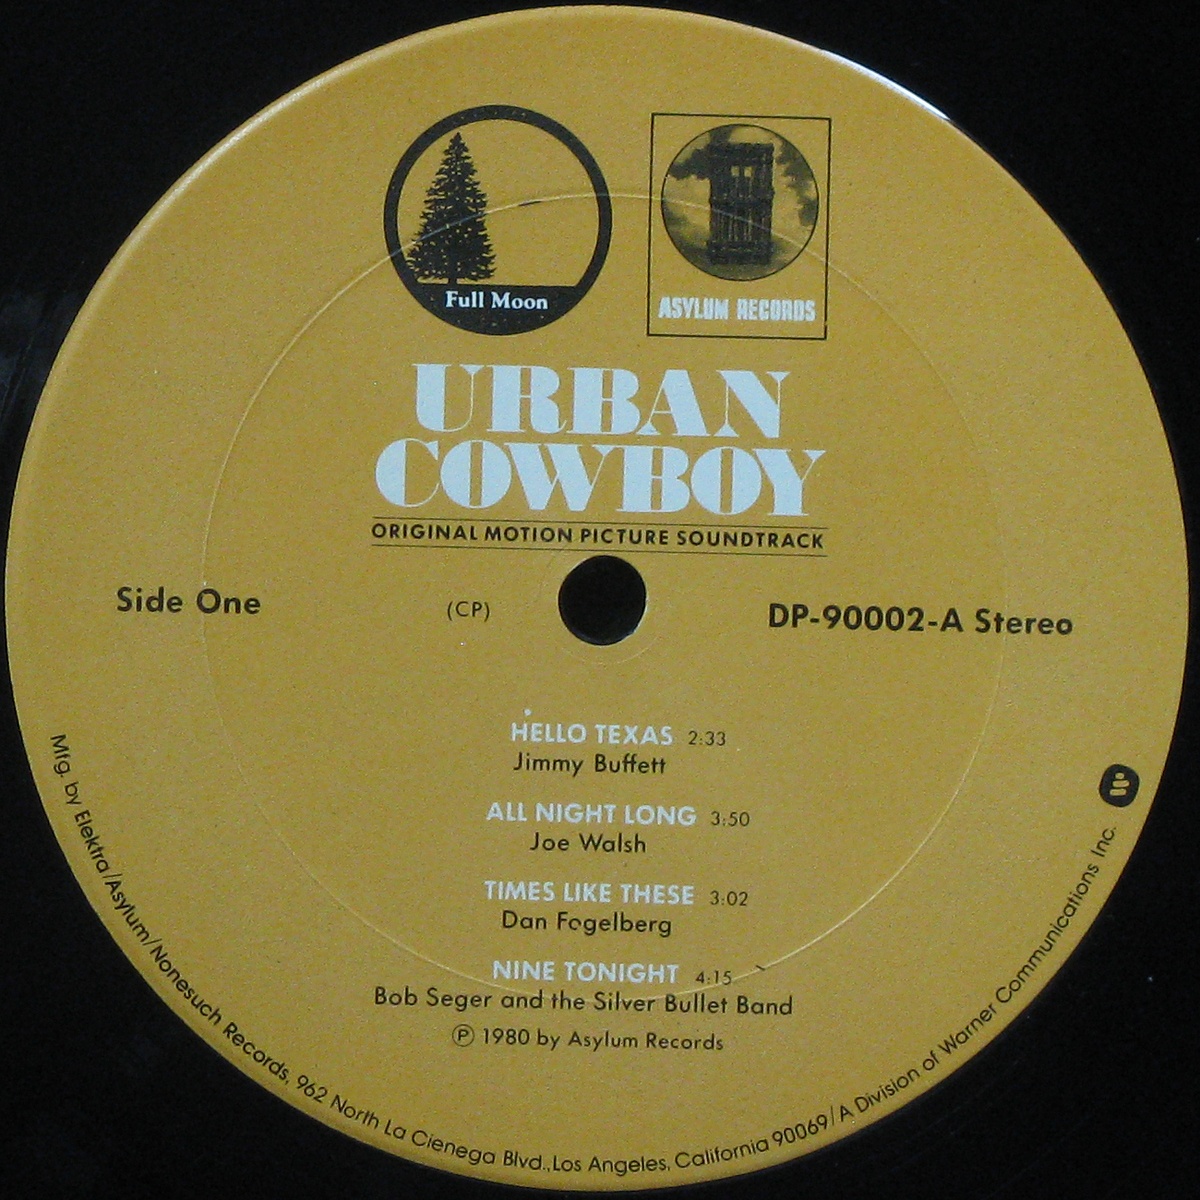 Full Moon
ASYLUM RECORDS
URBAN
COWBOY
ORIGINAL MOTION PICTURE SOUNDTRACK
Side One
(CP)
DP-90002-A Stereo
HELLO TEXAS 2:33
Jimmy Buffett
ALL NIGHT LONG 3:50
Joe Walsh
TIMES LIKE THESE 3:02
Dan Fogelberg
NINE TONIGHT 4:15
Bob Seger and the Silver Bullet Band
Ⓟ 1980 by Asylum Records
Mfg. by Elektra/Asylum/Nonesuch Records, 962 North La Cienega Blvd., Los Angeles, California 90069/A Division of Warner Communications Inc.